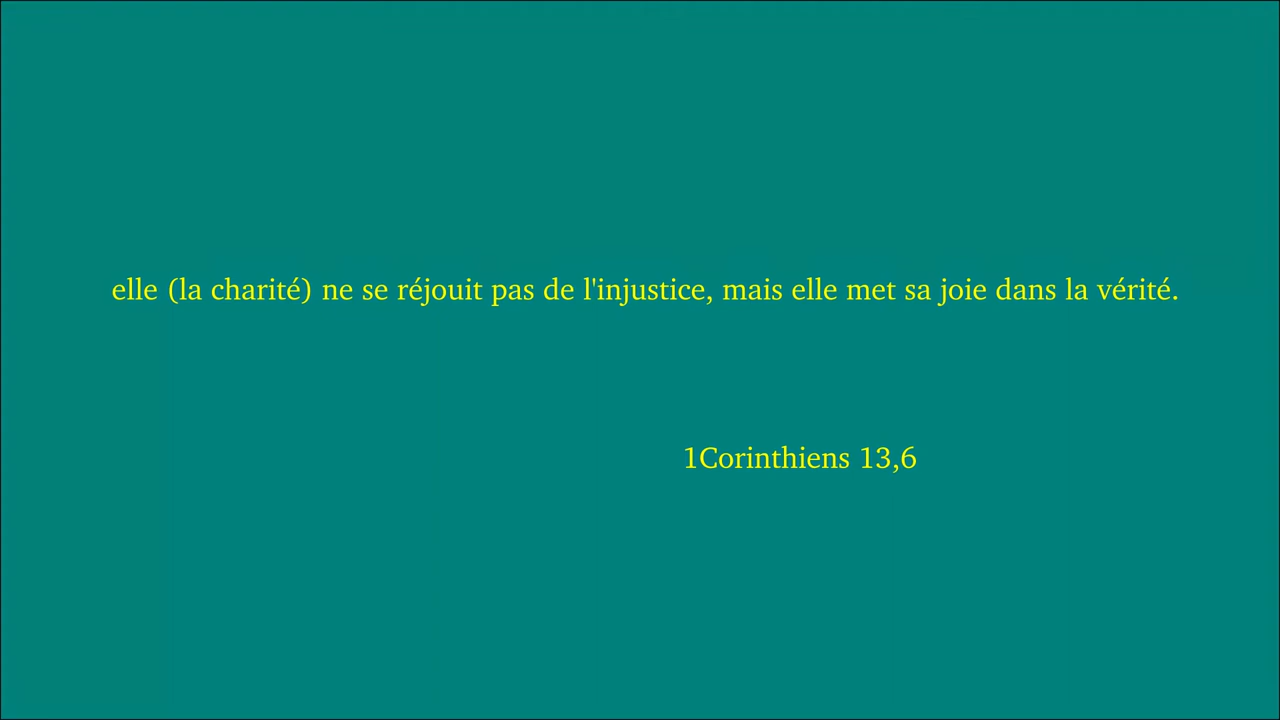 elle (la charité) ne se réjouit pas de l'injustice, mais elle met sa joie dans la vérité.
1Corinthiens 13,6